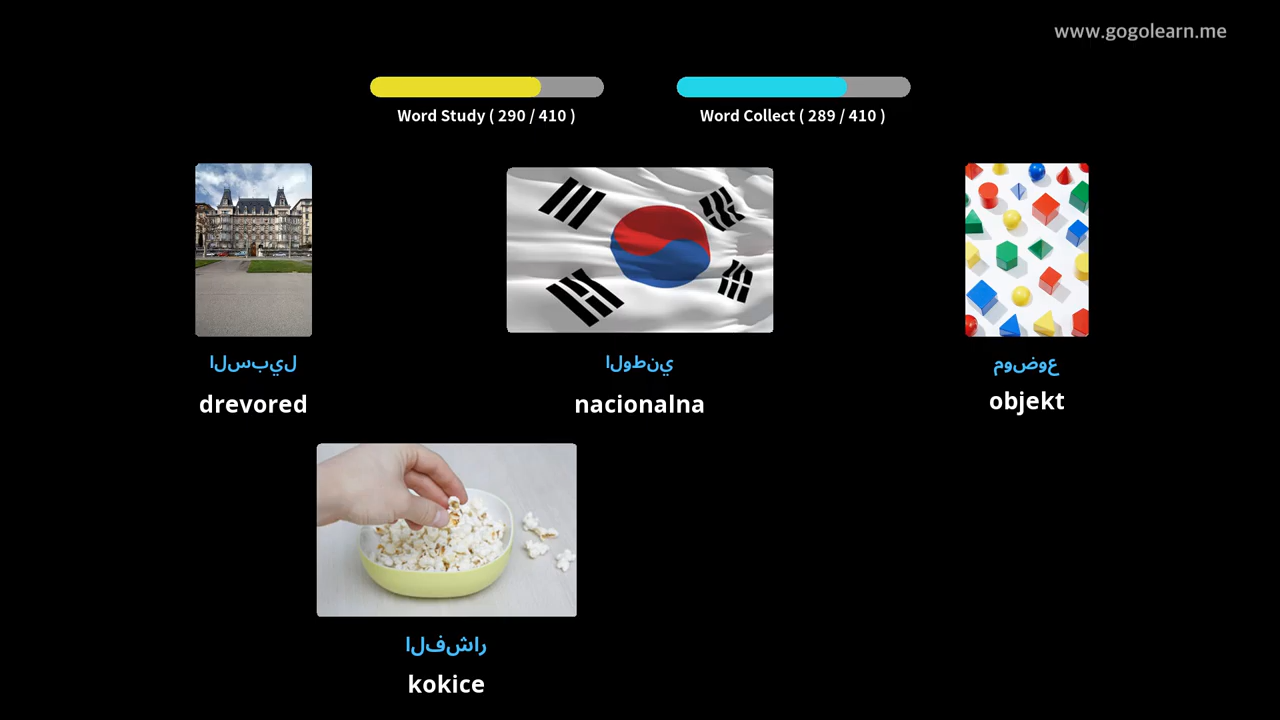 www.gogolearn.me
Word Study ( 290 / 410 )
Word Collect ( 289 / 410 )
السبيل
الوطني
موضوع
drevored
nacionalna
objekt
الفشار
kokice